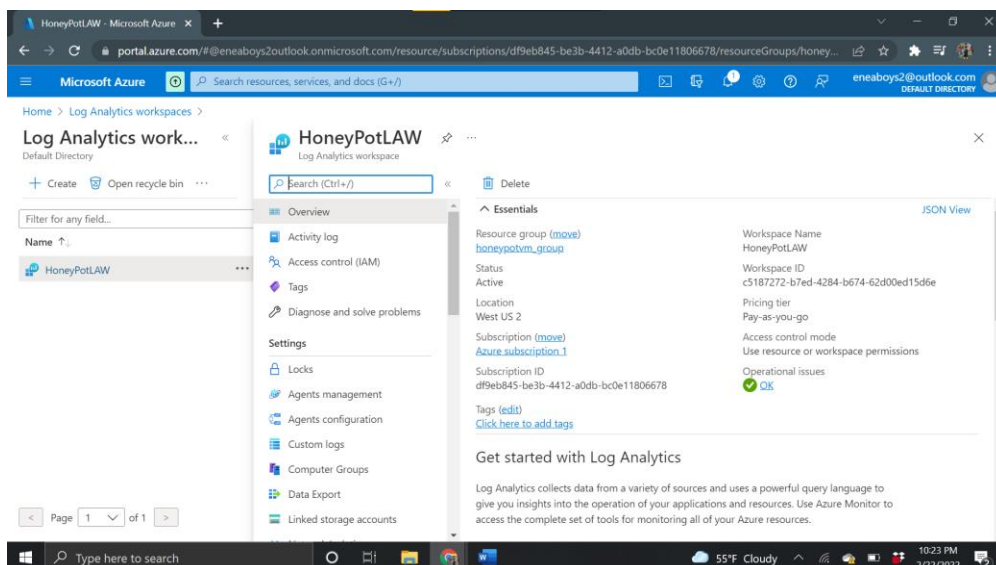 HoneyPotLAW - Microsoft Azure
portal.azure.com/#@eneaboys2outlook.onmicrosoft.com/resource/subscriptions/df9eb845-be3b-4412-a0db-bc0e11806678/resourceGroups/honey...
Microsoft Azure
Search resources, services, and docs (G+/)
eneaboys2@outlook.com
DEFAULT DIRECTORY
Home > Log Analytics workspaces >
Log Analytics work...
Default Directory
+ Create Open recycle bin ...
Filter for any field...
Name ↑
HoneyPotLAW ...
HoneyPotLAW
Log Analytics workspace
Search (Ctrl+/)
Overview
Activity log
Access control (IAM)
Tags
Diagnose and solve problems
Settings
Locks
Agents management
Agents configuration
Custom logs
Computer Groups
Data Export
Linked storage accounts
Delete
Essentials
JSON View
Resource group (move)
honeypotvm_group
Status
Active
Location
West US 2
Subscription (move)
Azure subscription 1
Subscription ID
df9eb845-be3b-4412-a0db-bc0e11806678
Tags (edit)
Click here to add tags
Workspace Name
HoneyPotLAW
Workspace ID
c5187272-b7ed-4284-b674-62d00ed15d6e
Pricing tier
Pay-as-you-go
Access control mode
Use resource or workspace permissions
Operational issues
OK
Get started with Log Analytics
Log Analytics collects data from a variety of sources and uses a powerful query language to
give you insights into the operation of your applications and resources. Use Azure Monitor to
access the complete set of tools for monitoring all of your Azure resources.
< Page 1 of 1 >
Type here to search
55°F Cloudy
10:23 PM